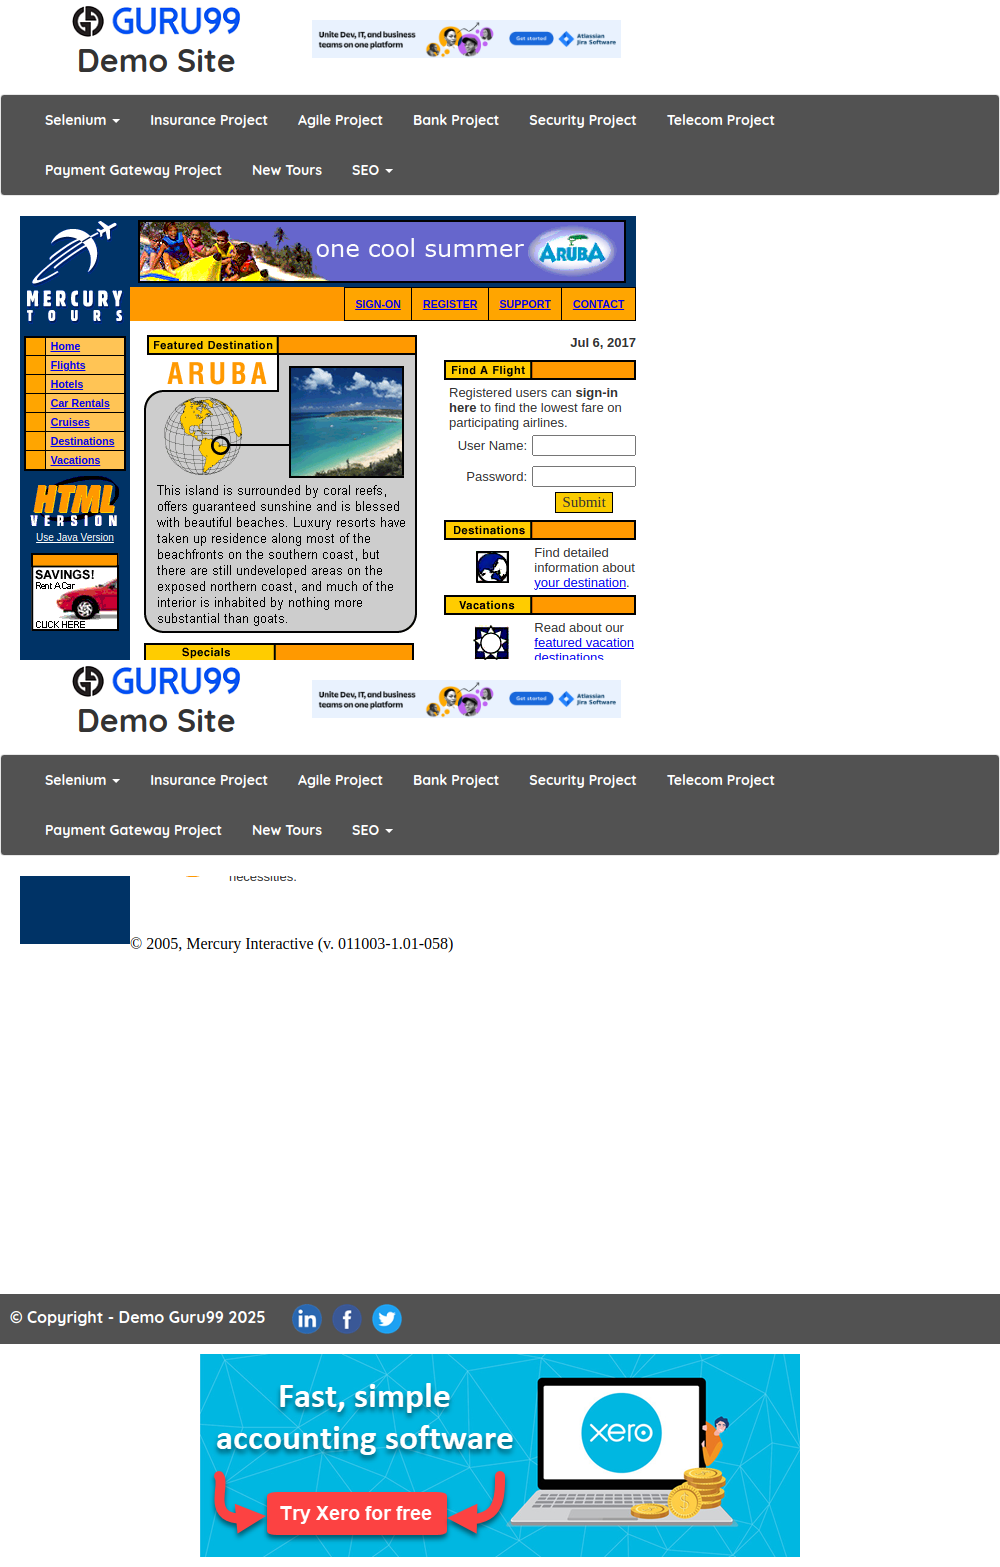 GURU99
Demo Site
Unite Dev, IT, and business
teams on one platform
Get started
Atlassian
Jira Software
Selenium
Insurance Project
Agile Project
Bank Project
Security Project
Telecom Project
Payment Gateway Project
New Tours
SEO
one cool summer
ARUBA
MERCURY
TOURS
SIGN-ON
REGISTER
SUPPORT
CONTACT
Home
Flights
Hotels
Car Rentals
Cruises
Destinations
Vacations
HTML
VERSION
Use Java Version
SAVINGS!
Rent A Car
CLICK HERE
Featured Destination
ARUBA
This island is surrounded by coral reefs,
offers guaranteed sunshine and is blessed
with beautiful beaches. Luxury resorts have
taken up residence along most of the
beachfronts on the southern coast, but
there are still undeveloped areas on the
exposed northern coast, and much of the
interior is inhabited by nothing more
substantial than goats.
Specials
Jul 6, 2017
Find A Flight
Registered users can sign-in
here to find the lowest fare on
participating airlines.
User Name:
Password:
Submit
Destinations
Find detailed
information about
your destination.
Vacations
Read about our
featured vacation
destinations
GURU99
Demo Site
Unite Dev, IT, and business
teams on one platform
Get started
Atlassian
Jira Software
Selenium
Insurance Project
Agile Project
Bank Project
Security Project
Telecom Project
Payment Gateway Project
New Tours
SEO
necessities.
© 2005, Mercury Interactive (v. 011003-1.01-058)
© Copyright - Demo Guru99 2025
in
f
Fast, simple
accounting software
Try Xero for free
xero